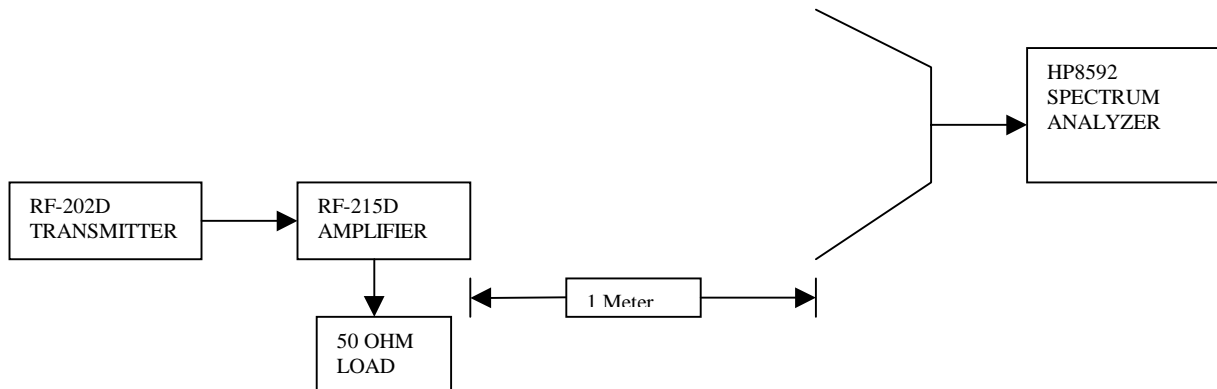 HP8592
SPECTRUM
ANALYZER
RF-202D
TRANSMITTER
RF-215D
AMPLIFIER
1 Meter
50 OHM
LOAD